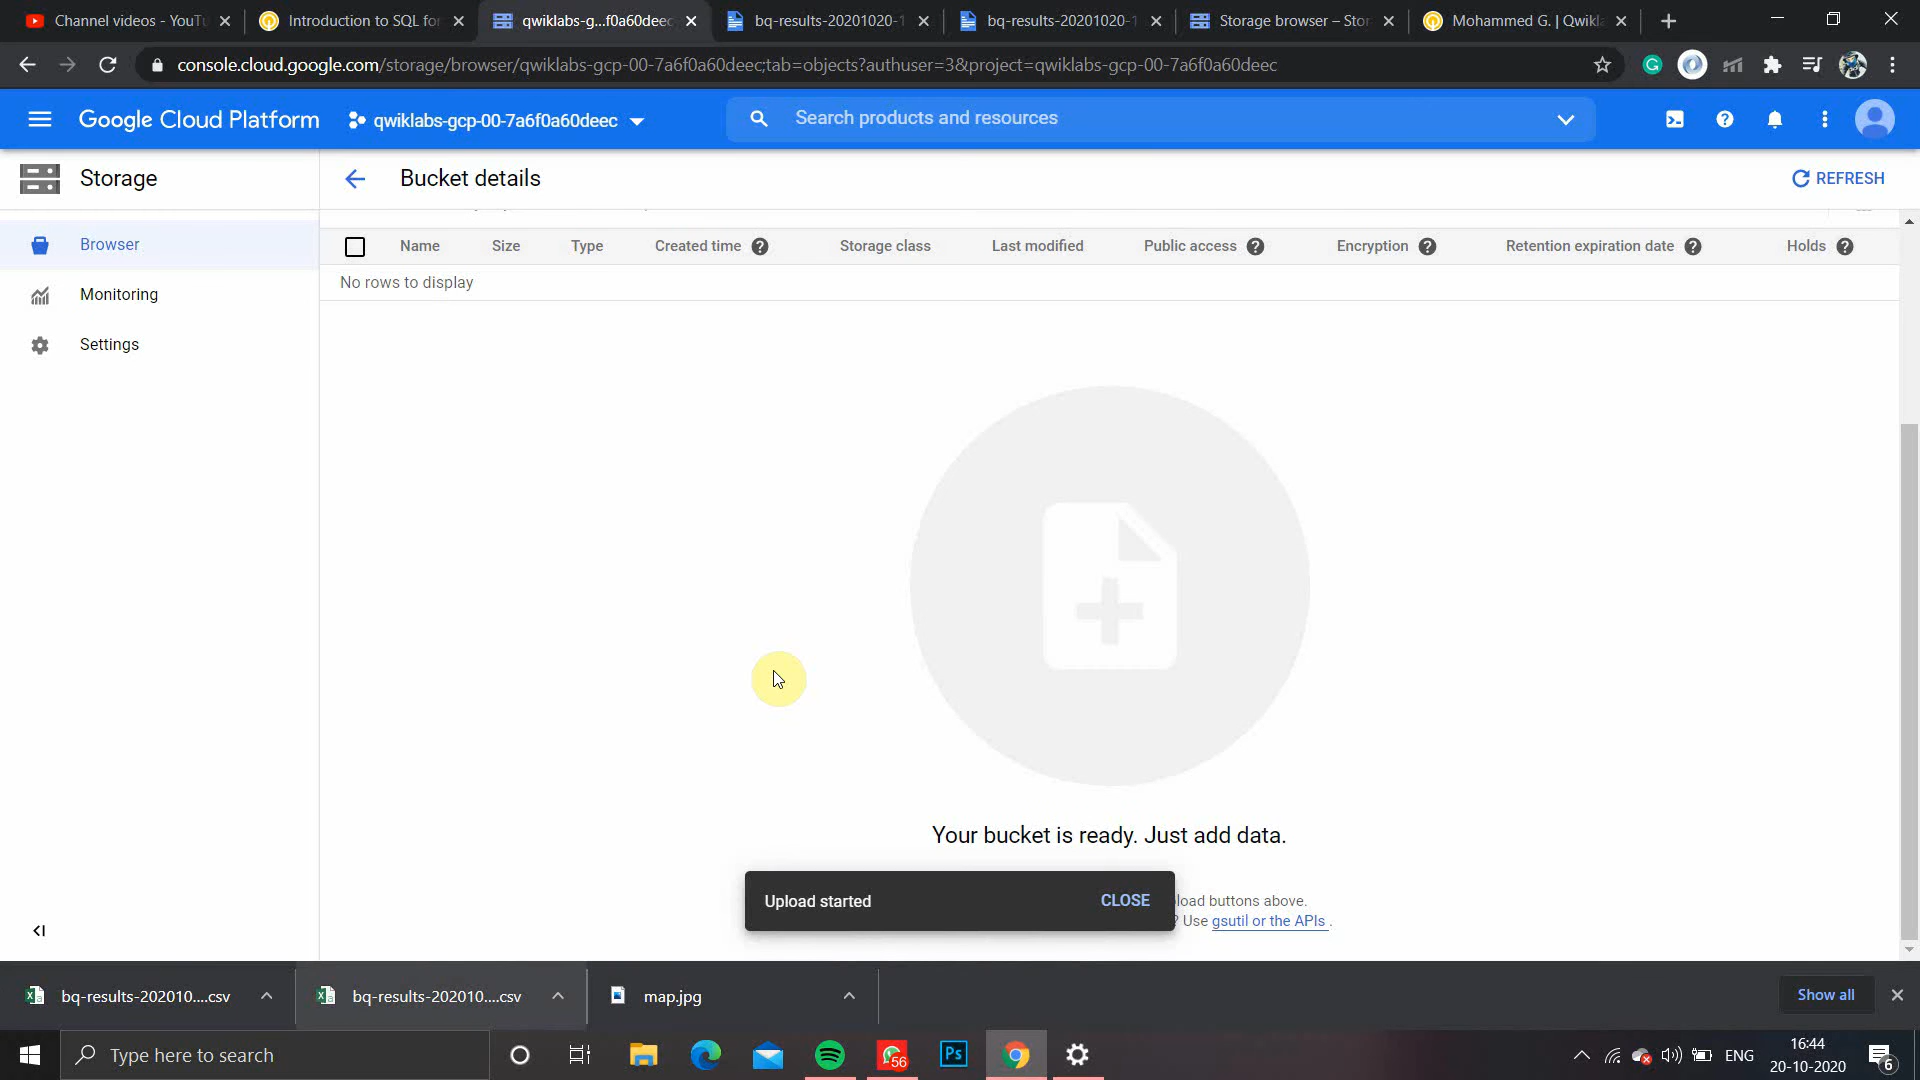 Channel videos - YouTu
Introduction to SQL for
qwiklabs-g...f0a60deec
bq-results-20201020-1
bq-results-20201020-1
Storage browser – Stor
Mohammed G. | Qwikla
console.cloud.google.com/storage/browser/qwiklabs-gcp-00-7a6f0a60deec;tab=objects?authuser=3&project=qwiklabs-gcp-00-7a6f0a60deec
Google Cloud Platform
qwiklabs-gcp-00-7a6f0a60deec
Search products and resources
Storage
Bucket details
REFRESH
Browser
Monitoring
Settings
Name Size Type Created time Storage class Last modified Public access Encryption Retention expiration date Holds
No rows to display
Your bucket is ready. Just add data.
Upload started
CLOSE
load buttons above.
? Use gsutil or the APIs .
bq-results-202010....csv
bq-results-202010....csv
map.jpg
Show all
Type here to search
56
Ps
ENG
16:44
20-10-2020
6